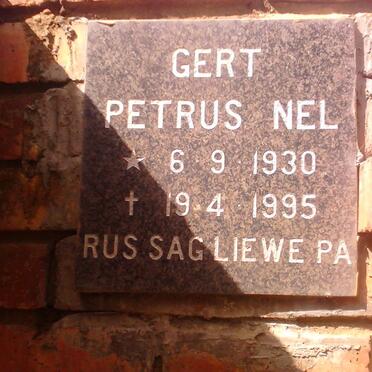 GERT
PETRUS NEL
★ 6·9·1930
† 19·4·1995
RUS SAG LIEWE PA